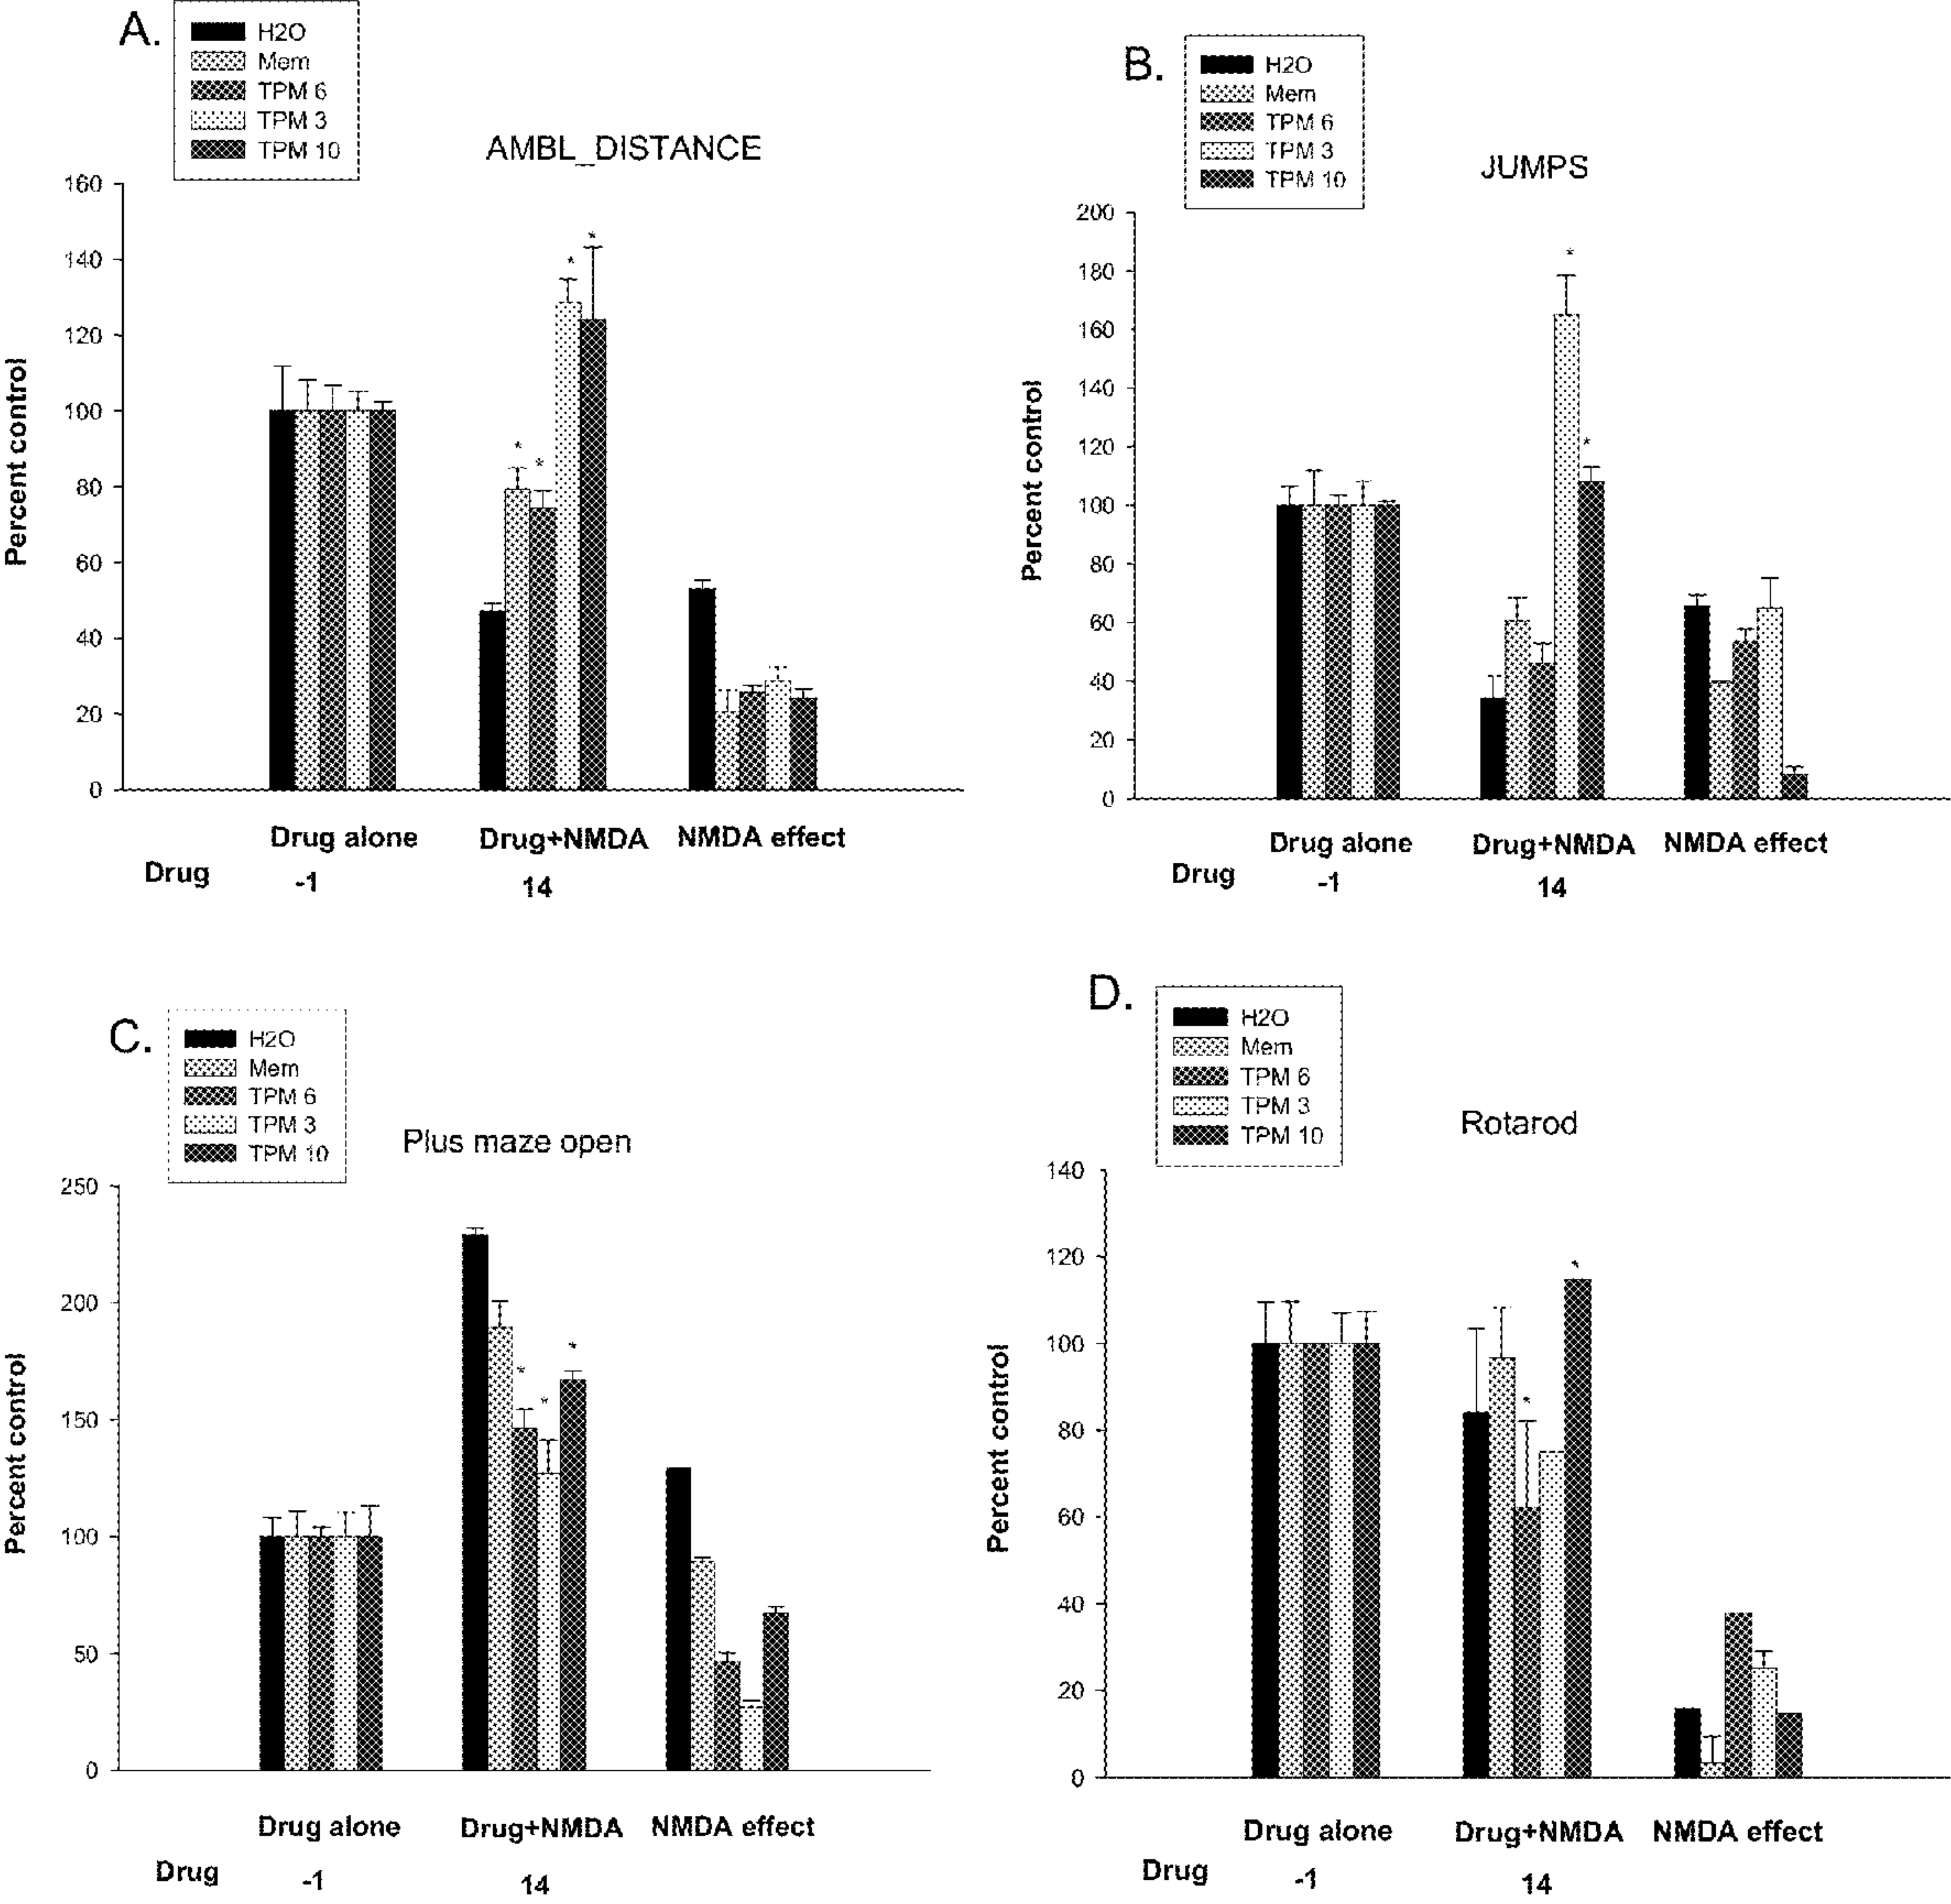 A.
H2O
Mem
TPM 6
TPM 3
TPM 10
AMBL_DISTANCE
Percent control
160
140
120
100
80
60
40
20
0
Drug alone Drug+NMDA NMDA effect
Drug -1 14
* * * *
B.
H2O
Mem
TPM 6
TPM 3
TPM 10
JUMPS
Percent control
200
180
160
140
120
100
80
60
40
20
0
Drug alone Drug+NMDA NMDA effect
Drug -1 14
* *
C.
H2O
Mem
TPM 6
TPM 3
TPM 10
Plus maze open
Percent control
250
200
150
100
50
0
Drug alone Drug+NMDA NMDA effect
Drug -1 14
* * *
D.
H2O
Mem
TPM 6
TPM 3
TPM 10
Rotarod
Percent control
140
120
100
80
60
40
20
0
Drug alone Drug+NMDA NMDA effect
Drug -1 14
* *